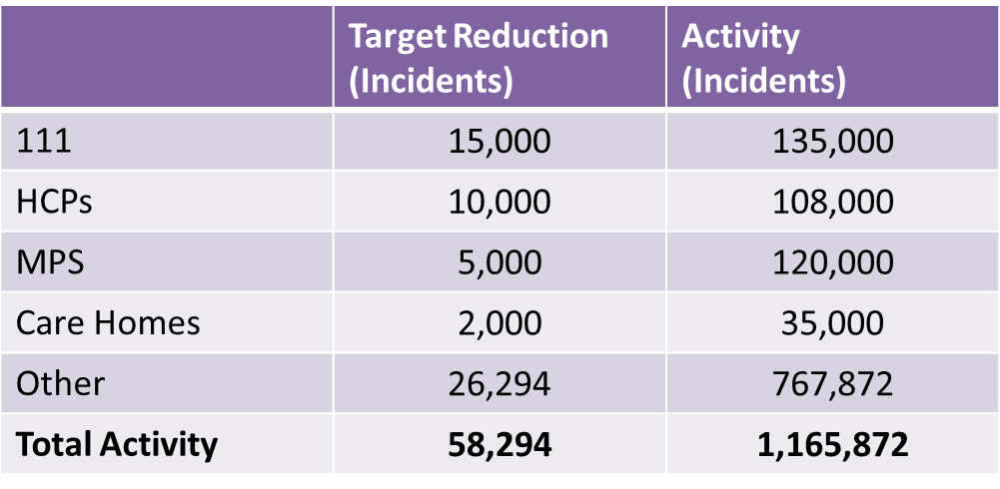 Target Reduction (Incidents) Activity (Incidents)
111 15,000 135,000
HCPs 10,000 108,000
MPS 5,000 120,000
Care Homes 2,000 35,000
Other 26,294 767,872
Total Activity 58,294 1,165,872